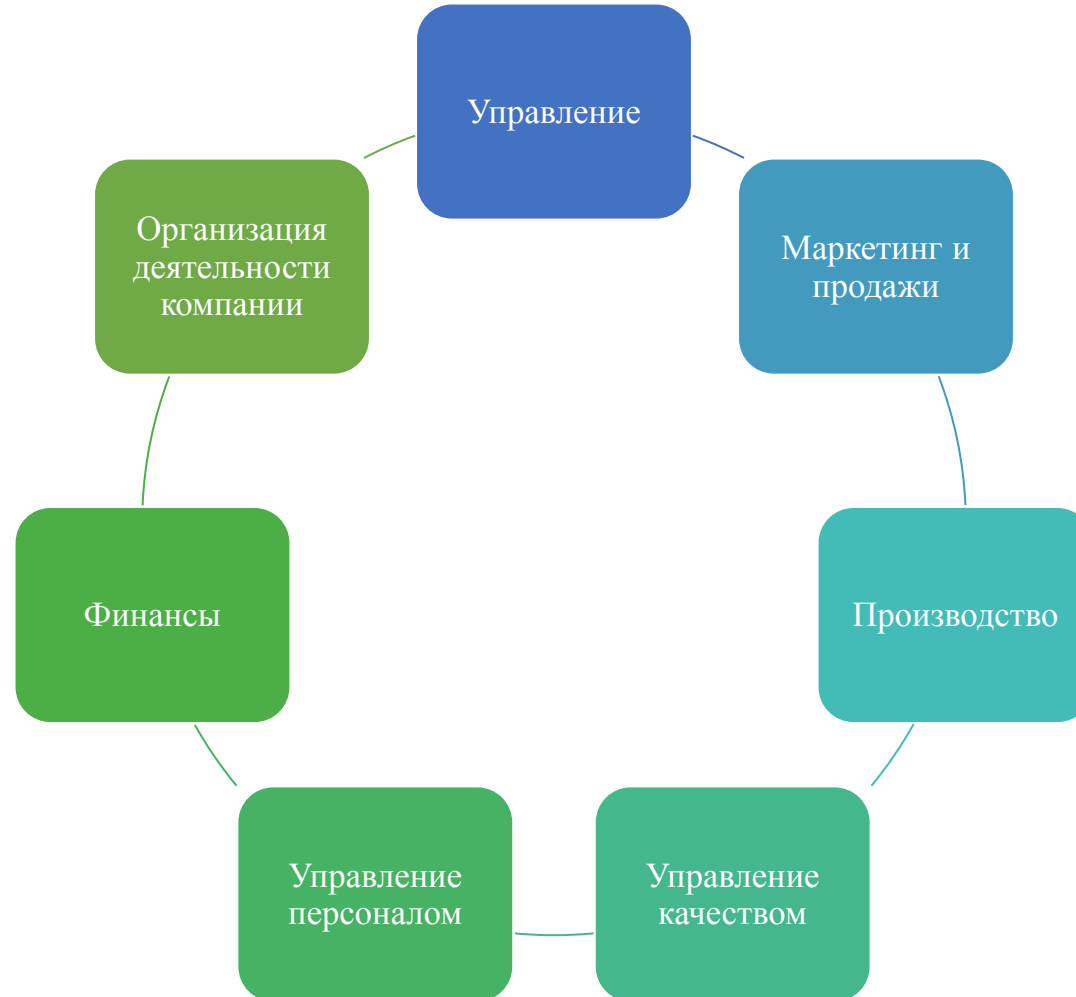 Управление
Маркетинг и
продажи
Производство
Управление
качеством
Управление
персоналом
Финансы
Организация
деятельности
компании